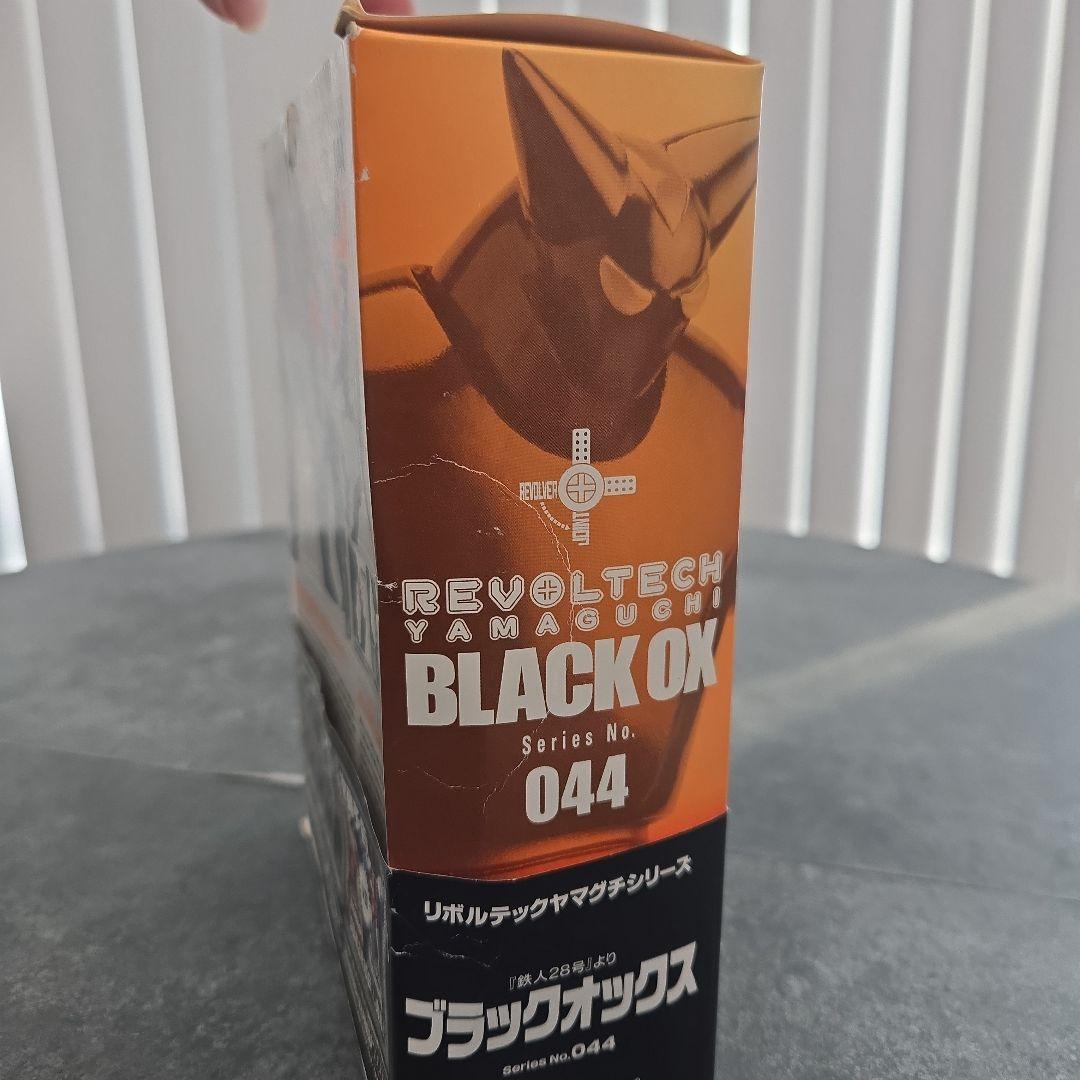 REVOLVER
REVOLTECH
YAMAGUCHI
BLACK OX
Series No.
044
リボルテックヤマグチシリーズ
『鉄人28号』より
ブラックオックス
Series No.044